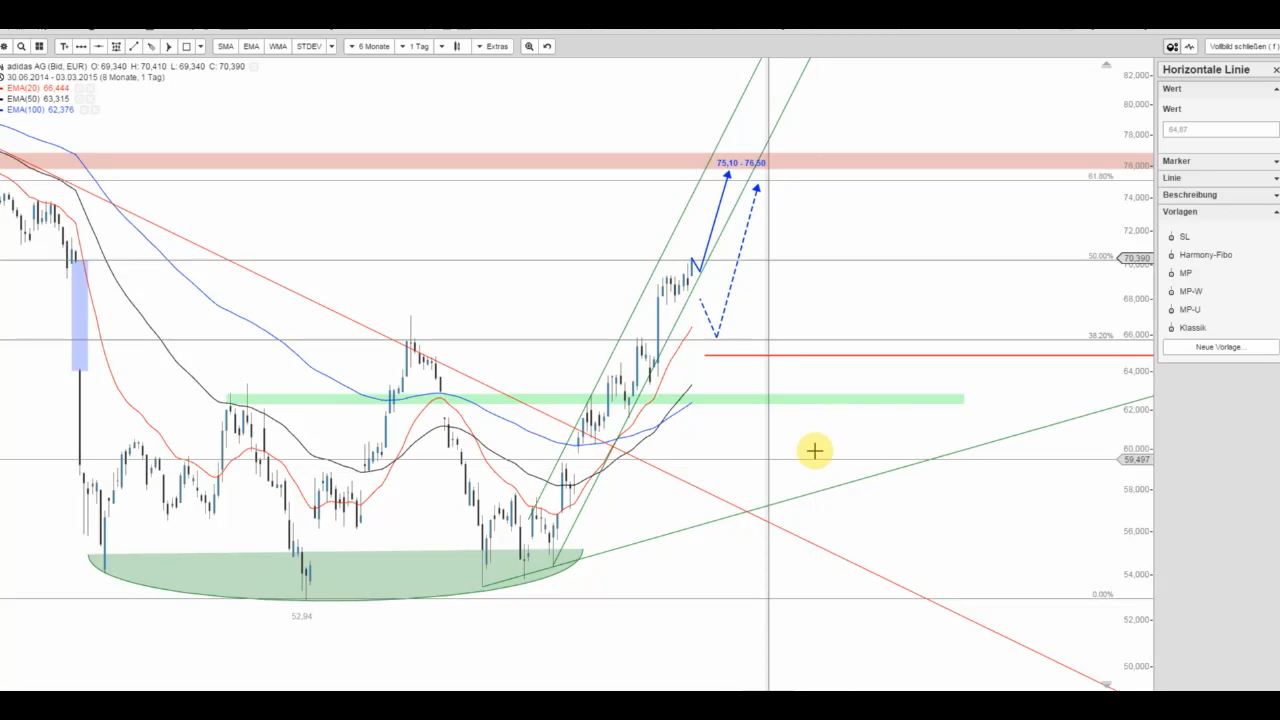 T
SMA
EMA
WMA
STDEV
6 Monate
1 Tag
Extras
Vollbild schließen ( f )
adidas AG (Bid, EUR) O: 69,340 H: 70,410 L: 69,340 C: 70,390
30.06.2014 - 03.03.2015 (8 Monate, 1 Tag)
EMA(20) 66,444
EMA(50) 63,315
EMA(100) 62,376
75,10 - 76,50
61.80%
50.00%
38.20%
0.00%
52,94
82,000
80,000
78,000
76,000
74,000
72,000
70,390
70,000
68,000
66,000
64,000
62,000
60,000
59,497
58,000
56,000
54,000
52,000
50,000
Horizontale Linie
Wert
Wert
64,87
Marker
Linie
Beschreibung
Vorlagen
SL
Harmony-Fibo
MP
MP-W
MP-U
Klassik
Neue Vorlage...